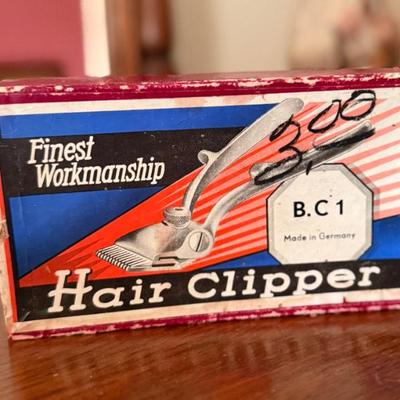 Finest
Workmanship
3.00
B.C 1
Made in Germany
Hair Clipper